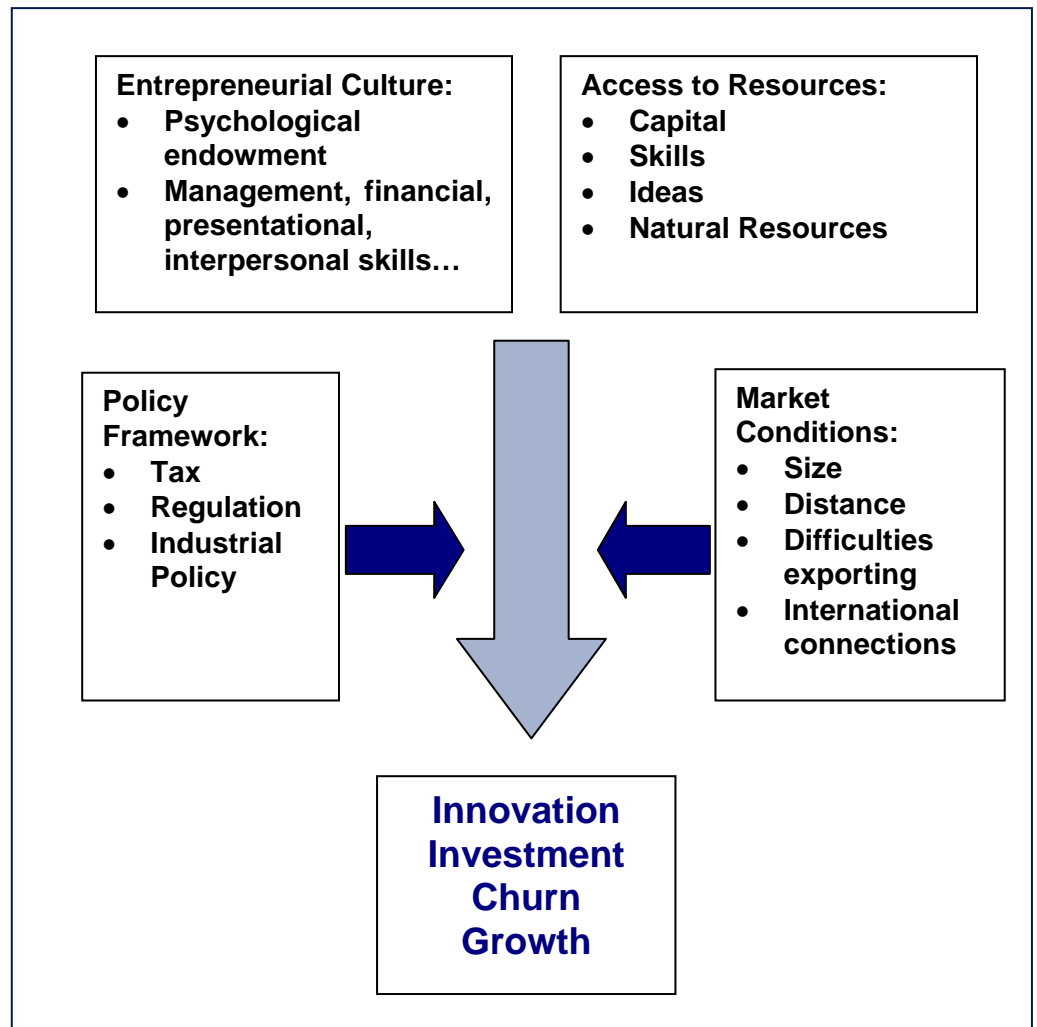 Entrepreneurial Culture:
• Psychological
endowment
• Management, financial,
presentational,
interpersonal skills…
Access to Resources:
• Capital
• Skills
• Ideas
• Natural Resources
Policy
Framework:
• Tax
• Regulation
• Industrial
Policy
Market
Conditions:
• Size
• Distance
• Difficulties
exporting
• International
connections
Innovation
Investment
Churn
Growth